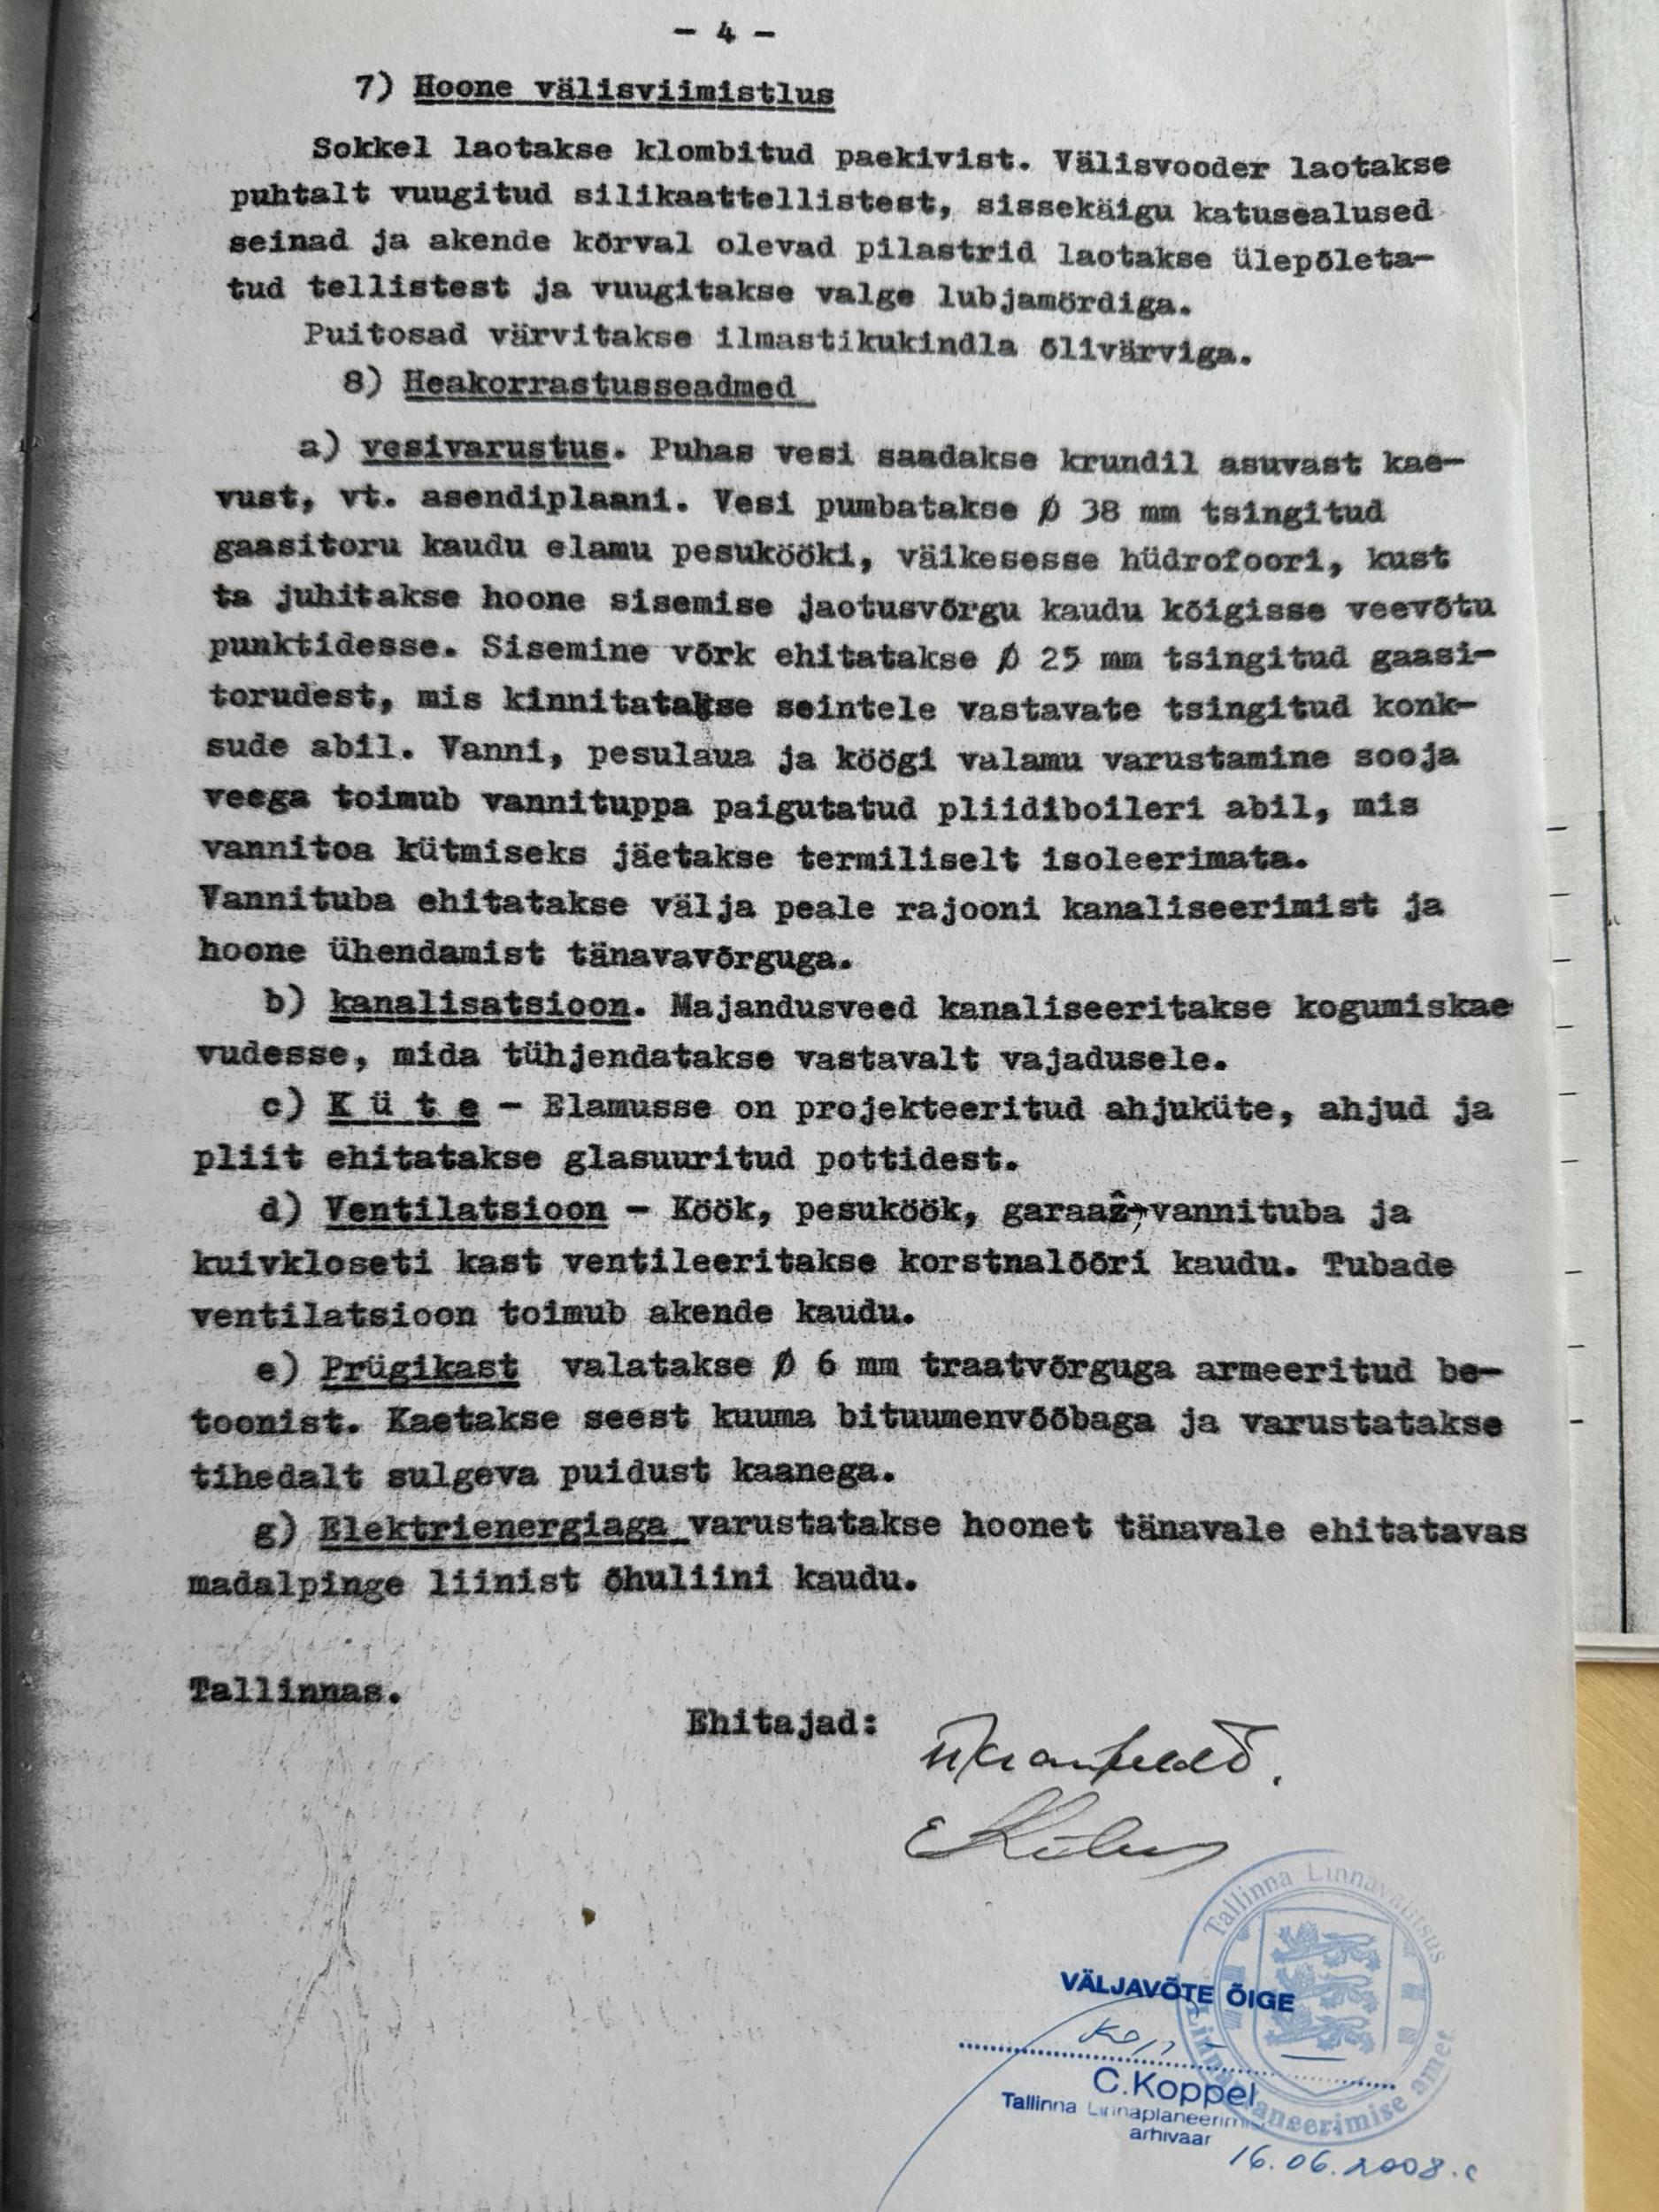 - 4 -
7) Hoone välisviimistlus
Sokkel laotakse klombitud paekivist. Välisvooder laotakse
puhtalt vuugitud silikaattellistest, sissekäigu katusealused
seinad ja akende kõrval olevad pilastrid laotakse ülepõleta-
tud tellistest ja vuugitakse valge lubjamördiga.
Puitosad värvitakse ilmastikukindla õlivärviga.
8) Heakorrastusseadmed
a) vesivarustus. Puhas vesi saadakse krundil asuvast kae-
vust, vt. asendiplaani. Vesi pumbatakse Ø 38 mm tsingitud
gaasitoru kaudu elamu pesukööki, väikesesse hüdrofoori, kust
ta juhitakse hoone sisemise jaotusvõrgu kaudu kõigisse veevõtu
punktidesse. Sisemine võrk ehitatakse Ø 25 mm tsingitud gaasi-
torudest, mis kinnitatakse seintele vastavate tsingitud konk-
sude abil. Vanni, pesulaua ja köögi valamu varustamine sooja
veega toimub vannituppa paigutatud pliidiboileri abil, mis
vannitoa kütmiseks jäetakse termiliselt isoleerimata.
Vannituba ehitatakse välja peale rajooni kanaliseerimist ja
hoone ühendamist tänavavõrguga.
b) kanalisatsioon. Majandusveed kanaliseeritakse kogumiskae
vudesse, mida tühjendatakse vastavalt vajadusele.
c) K ü t e - Elamusse on projekteeritud ahjuküte, ahjud ja
pliit ehitatakse glasuuritud pottidest.
d) Ventilatsioon - Köök, pesuköök, garaaž, vannituba ja
kuivkloseti kast ventileeritakse korstnalõõri kaudu. Tubade
ventilatsioon toimub akende kaudu.
e) Prügikast valatakse Ø 6 mm traatvõrguga armeeritud be-
toonist. Kaetakse seest kuuma bituumenvõõbaga ja varustatakse
tihedalt sulgeva puidust kaanega.
g) Elektrienergiaga varustatakse hoonet tänavale ehitatavas
madalpinge liinist õhuliini kaudu.
Tallinnas.
Ehitajad:
Tallinna Linnavalitsus
VÄLJAVÕTE ÕIGE
C.Koppel
Tallinna Linnaplaneerimi
arhivaar
Linnaplaneerimise amet
16.06.2008.